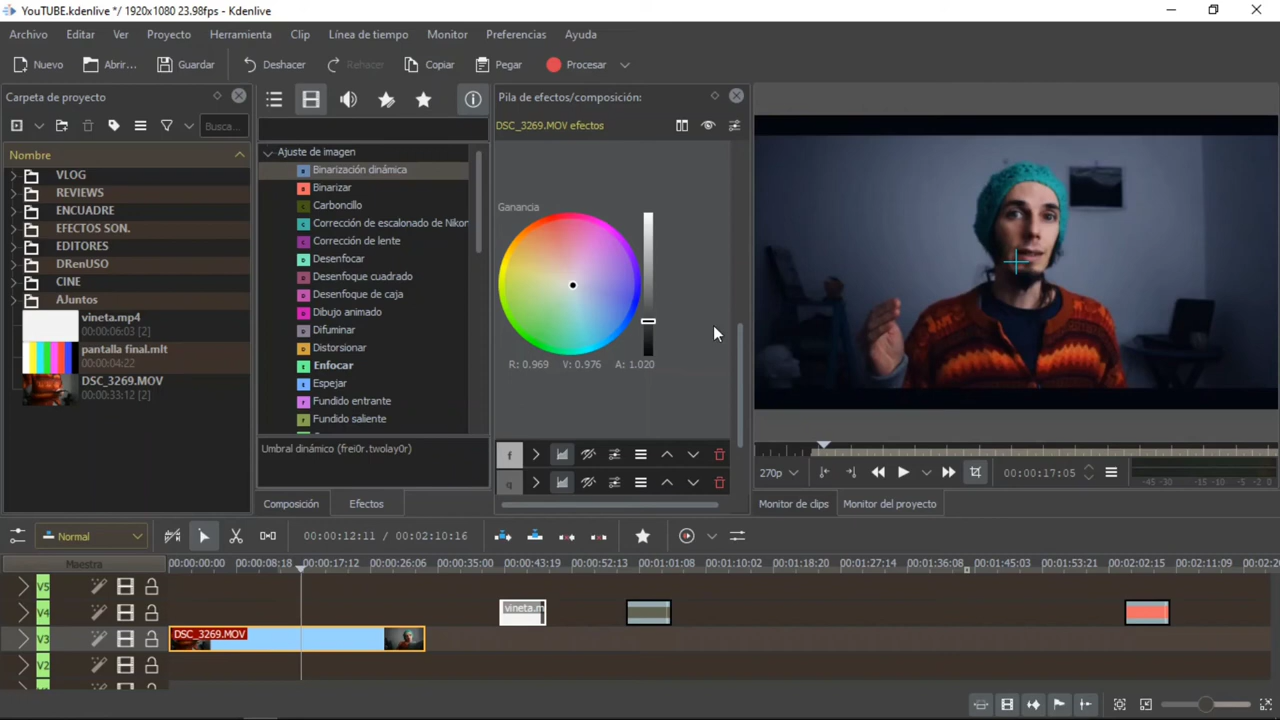 YouTUBE.kdenlive */ 1920x1080 23.98fps - Kdenlive
Archivo Editar Ver Proyecto Herramienta Clip Línea de tiempo Monitor Preferencias Ayuda
Nuevo Abrir... Guardar Deshacer Rehacer Copiar Pegar Procesar
Carpeta de proyecto
Busca...
Nombre
VLOG
REVIEWS
ENCUADRE
EFECTOS SON.
EDITORES
DRenUSO
CINE
AJuntos
vineta.mp4
00:00:06:03 [2]
pantalla final.mlt
00:00:04:22
DSC_3269.MOV
00:00:33:12 [2]
Ajuste de imagen
Binarización dinámica
Binarizar
Carboncillo
Corrección de escalonado de Nikon
Corrección de lente
Desenfocar
Desenfoque cuadrado
Desenfoque de caja
Dibujo animado
Difuminar
Distorsionar
Enfocar
Espejar
Fundido entrante
Fundido saliente
Umbral dinámico (frei0r.twolay0r)
Composición Efectos
Pila de efectos/composición:
DSC_3269.MOV efectos
Ganancia
R: 0.969 V: 0.976 A: 1.020
f
q
270p 00:00:17:05 -45 -30 -15 -10 -5 -2 0
Monitor de clips Monitor del proyecto
Normal 00:00:12:11 / 00:02:10:16
Maestra 00:00:00:00 00:00:08:18 00:00:17:12 00:00:26:06 00:00:35:00 00:00:43:19 00:00:52:13 00:01:01:08 00:01:10:02 00:01:18:20 00:01:27:14 00:01:36:08 00:01:45:03 00:01:53:21 00:02:02:15 00:02:11:09
V5
V4 vineta.m
V3 DSC_3269.MOV
V2